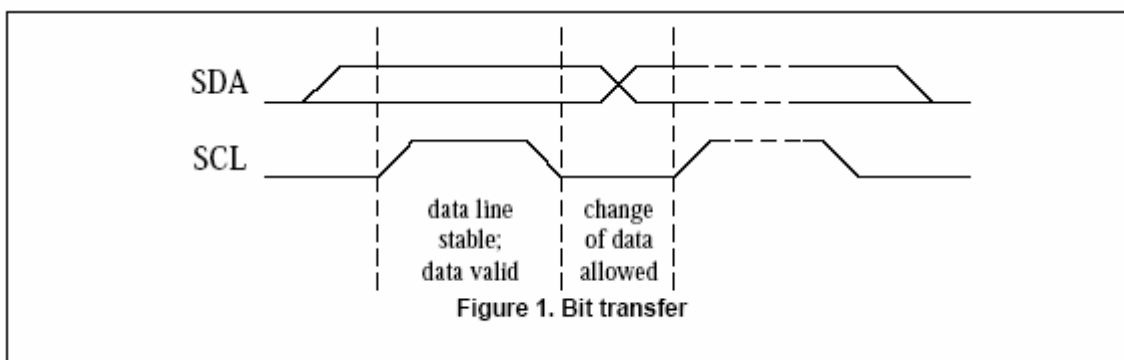 SDA
SCL
data line
stable;
data valid
change
of data
allowed
Figure 1. Bit transfer